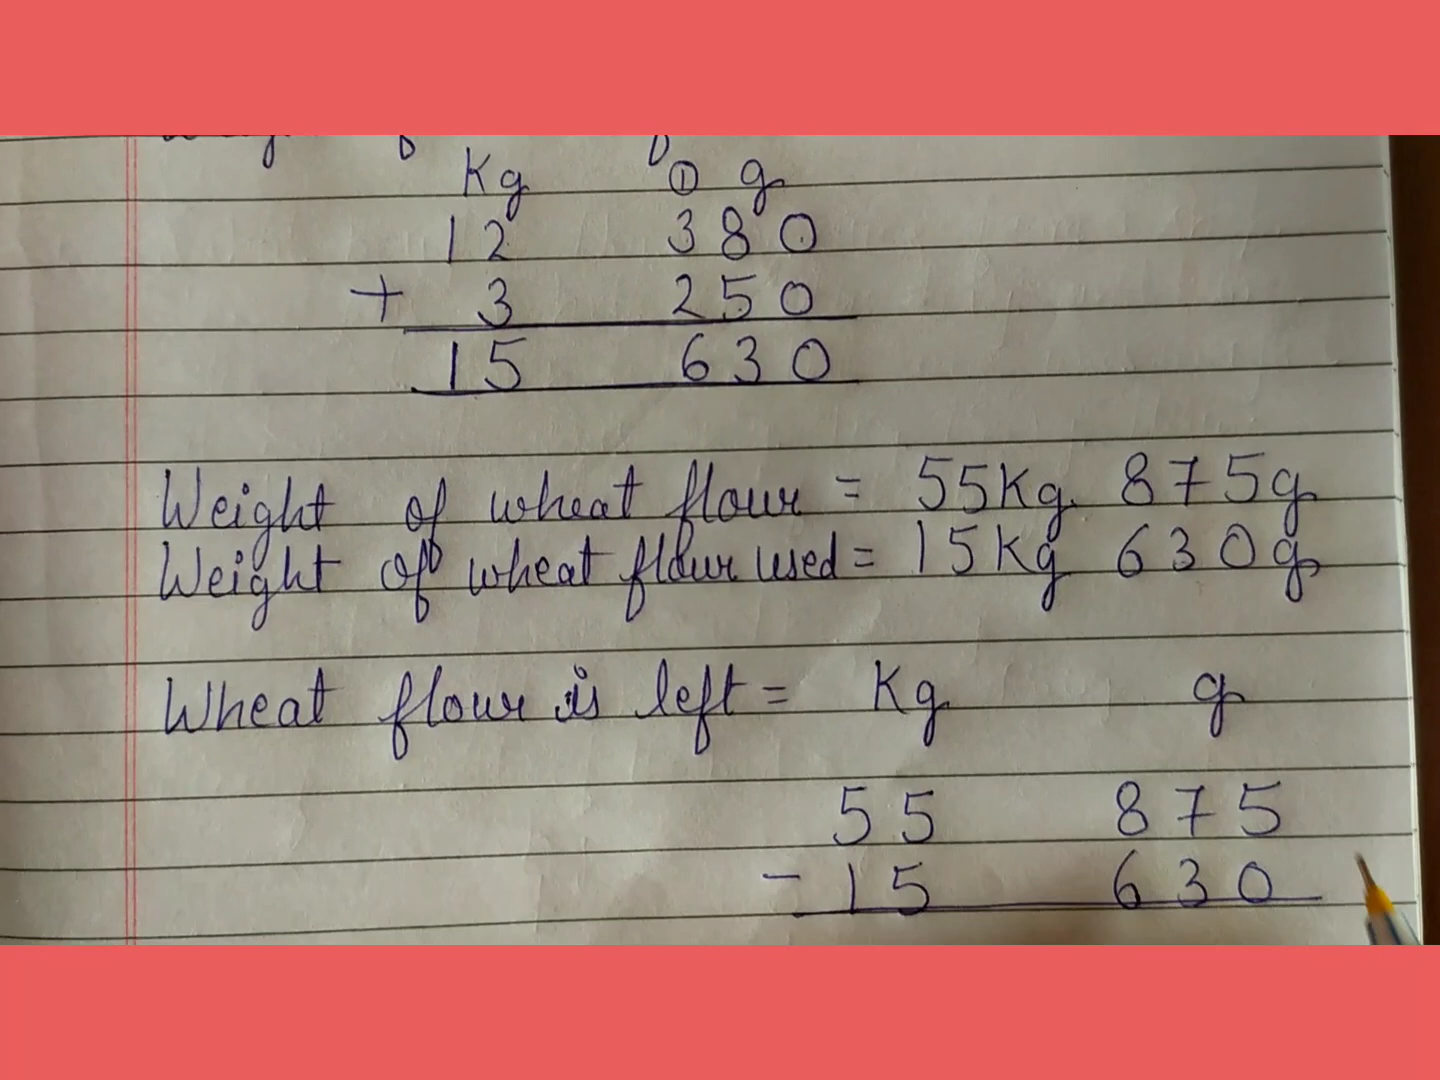 Kg ① g
12 380
+ 3 250
15 630
Weight of wheat flour = 55Kg 875g
Weight of wheat flour used = 15Kg 630g
Wheat flour is left = Kg g
55 875
- 15 630